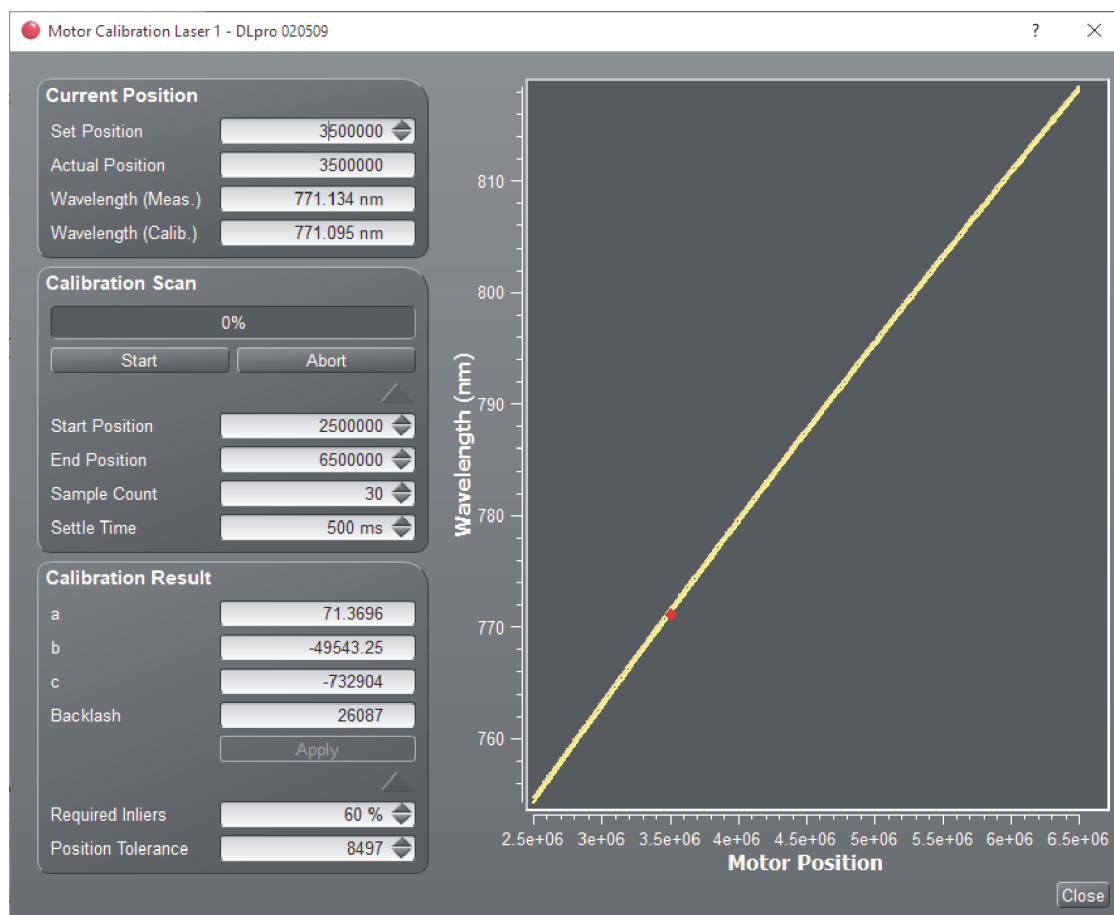 Motor Calibration Laser 1 - DLpro 020509
?
Current Position
Set Position 3500000
Actual Position 3500000
Wavelength (Meas.) 771.134 nm
Wavelength (Calib.) 771.095 nm
Calibration Scan
0%
Start Abort
Start Position 2500000
End Position 6500000
Sample Count 30
Settle Time 500 ms
Calibration Result
a 71.3696
b -49543.25
c -732904
Backlash 26087
Apply
Required Inliers 60 %
Position Tolerance 8497
Wavelength (nm)
810
800
790
780
770
760
2.5e+06 3e+06 3.5e+06 4e+06 4.5e+06 5e+06 5.5e+06 6e+06 6.5e+06
Motor Position
Close